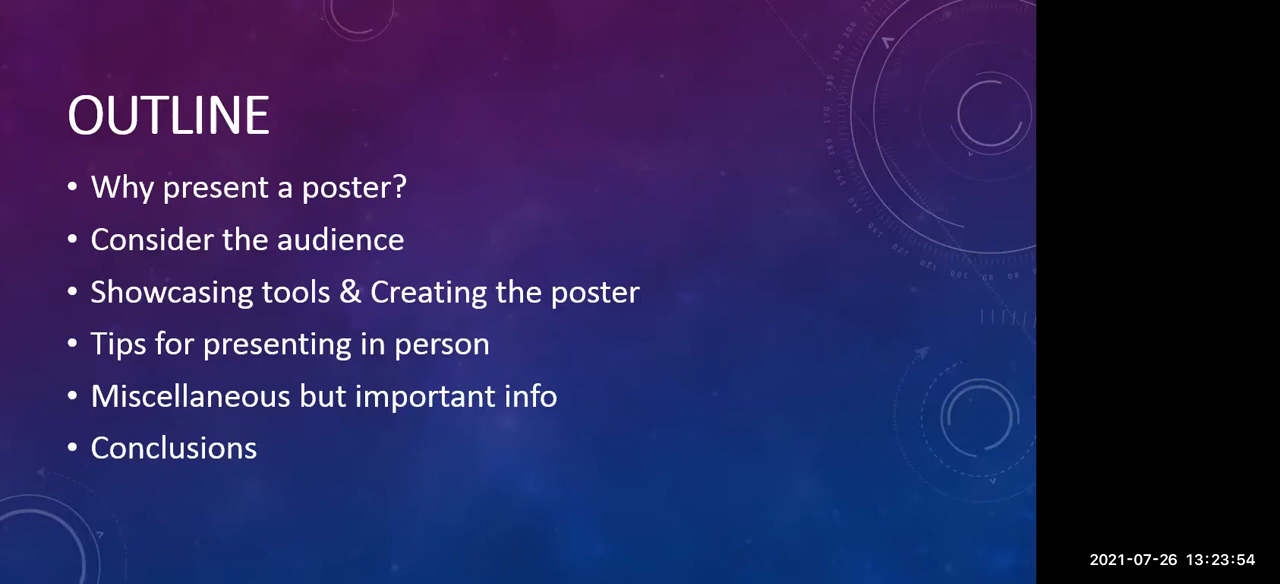 OUTLINE
• Why present a poster?
• Consider the audience
• Showcasing tools & Creating the poster
• Tips for presenting in person
• Miscellaneous but important info
• Conclusions
2021-07-26 13:23:54